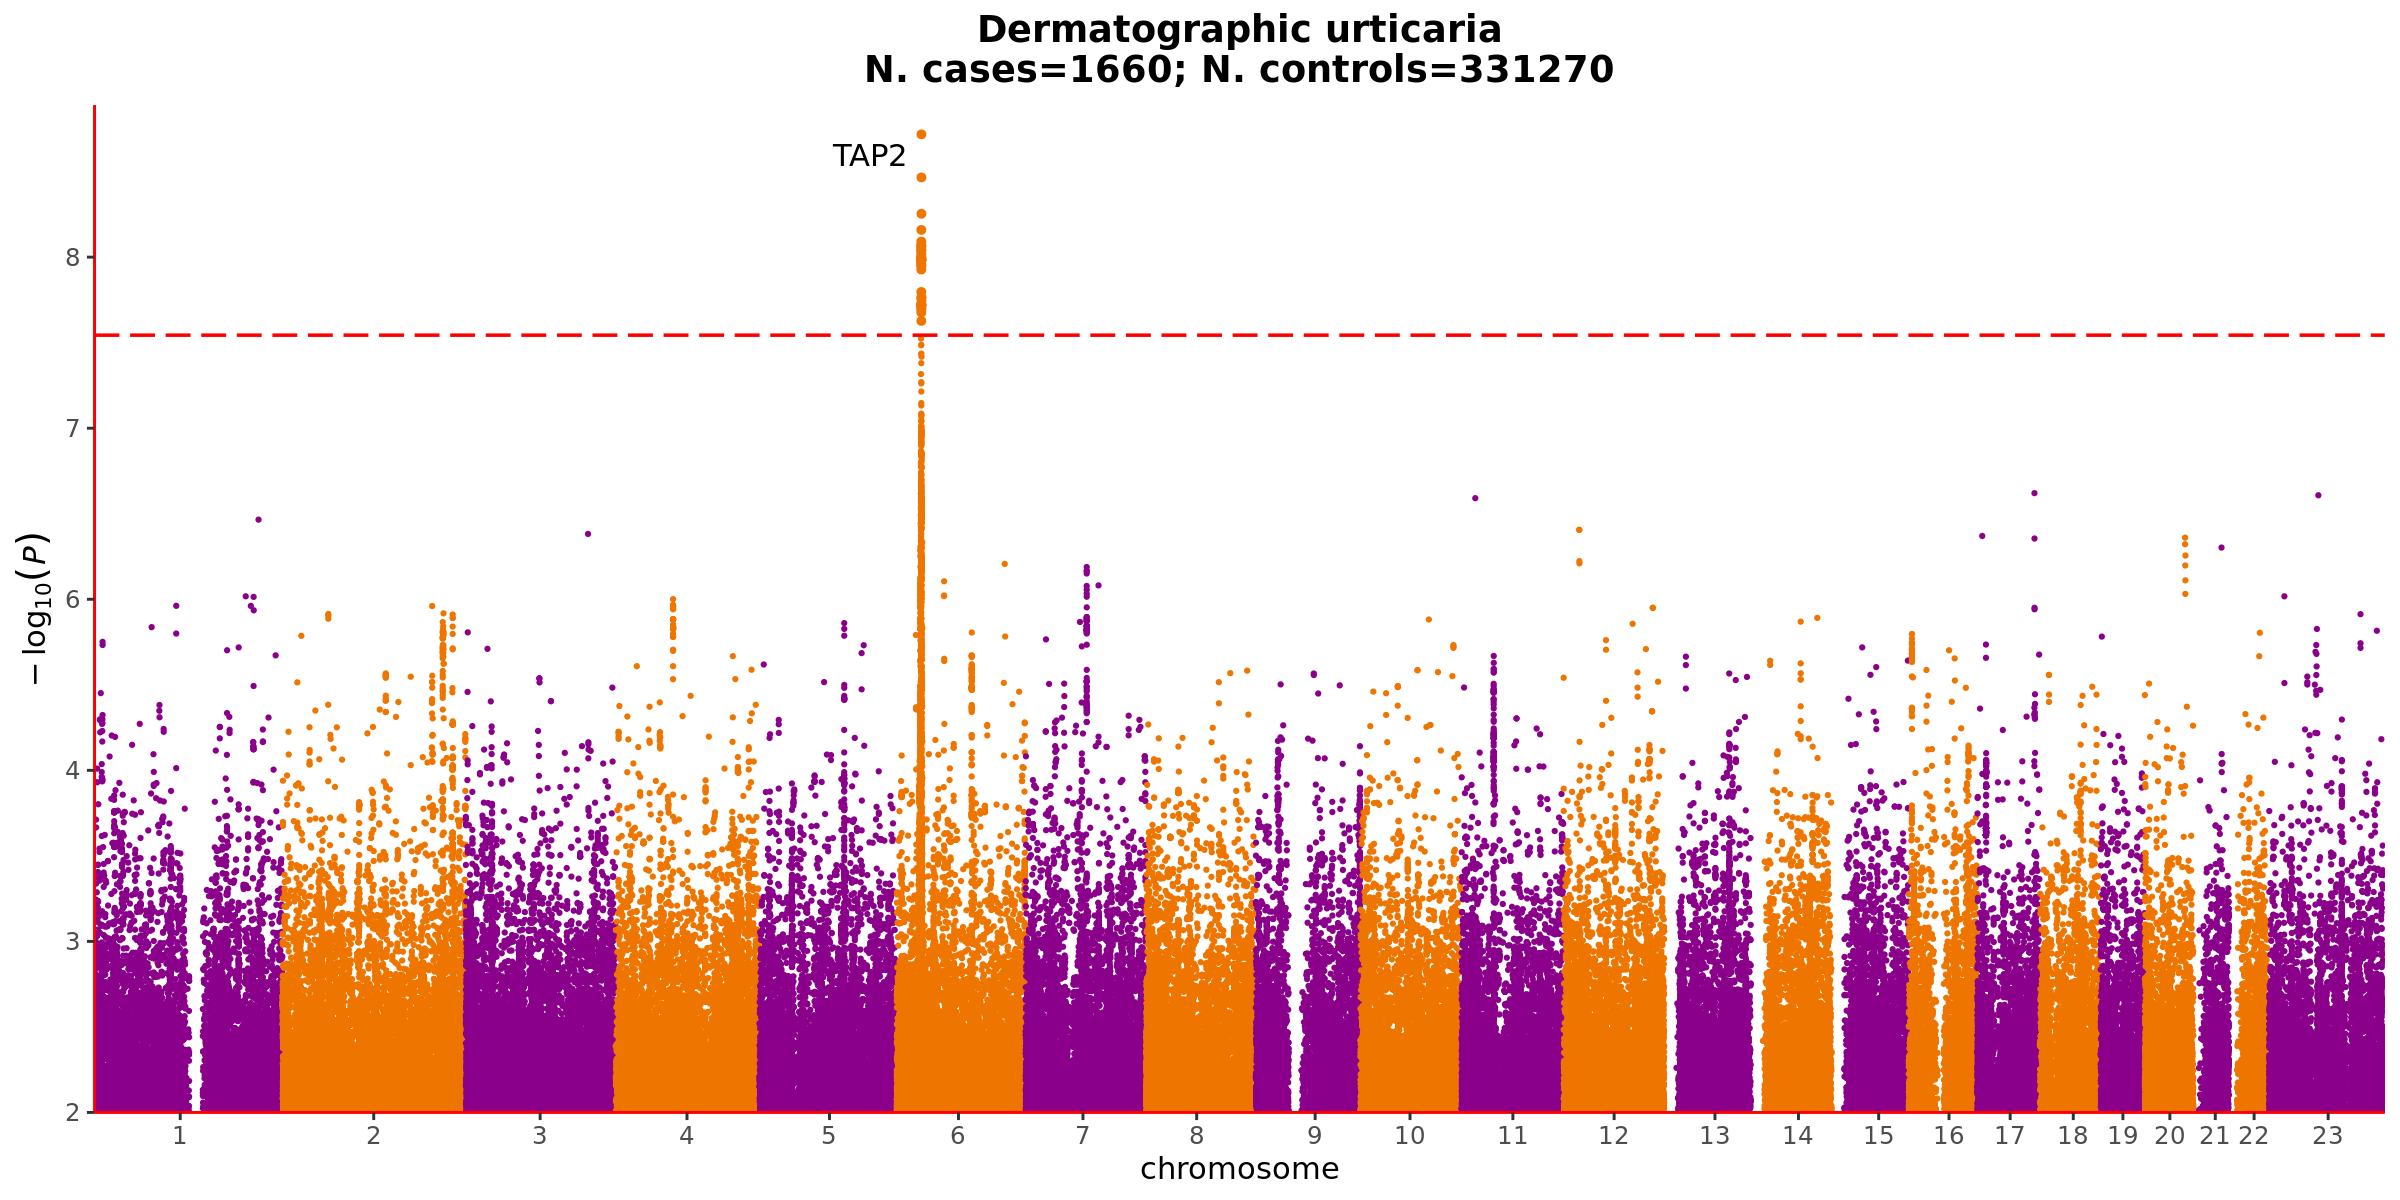 Dermatographic urticaria
N. cases=1660; N. controls=331270
TAP2
8
7
6
4
3
2
−log10(P)
1 2 3 4 5 6 7 8 9 10 11 12 13 14 15 16 17 18 19 20 21 22 23
chromosome